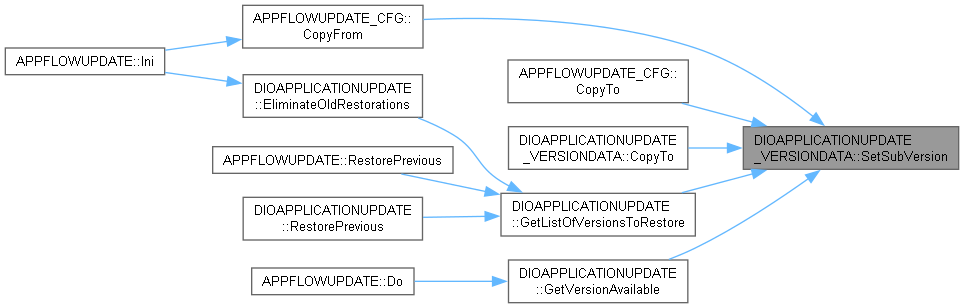 APPFLOWUPDATE_CFG::
CopyFrom
APPFLOWUPDATE::Ini
APPFLOWUPDATE_CFG::
CopyTo
DIOAPPLICATIONUPDATE
::EliminateOldRestorations
DIOAPPLICATIONUPDATE
_VERSIONDATA::CopyTo
DIOAPPLICATIONUPDATE
_VERSIONDATA::SetSubVersion
APPFLOWUPDATE::RestorePrevious
DIOAPPLICATIONUPDATE
::GetListOfVersionsToRestore
DIOAPPLICATIONUPDATE
::RestorePrevious
APPFLOWUPDATE::Do
DIOAPPLICATIONUPDATE
::GetVersionAvailable